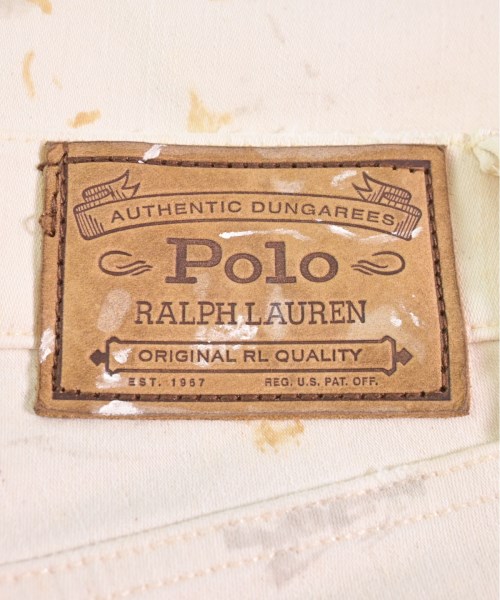 AUTHENTIC DUNGAREES
Polo
RALPH LAUREN
ORIGINAL RL QUALITY
EST. 1967 REG. U.S. PAT. OFF.